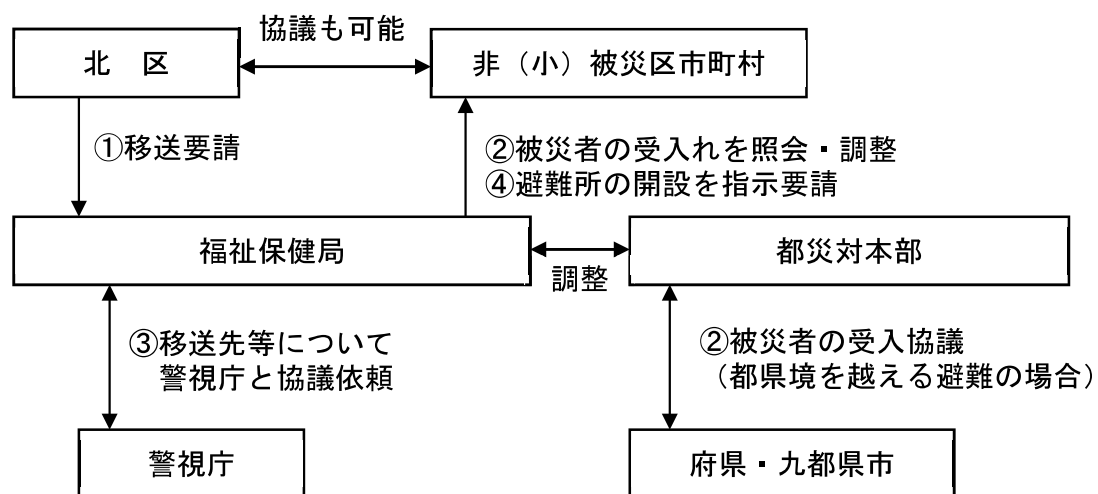 協議も可能
北　区
非（小）被災区市町村
①移送要請
②被災者の受入れを照会・調整
④避難所の開設を指示要請
福祉保健局
都災対本部
調整
③移送先等について
警視庁と協議依頼
②被災者の受入協議
（都県境を越える避難の場合）
警視庁
府県・九都県市